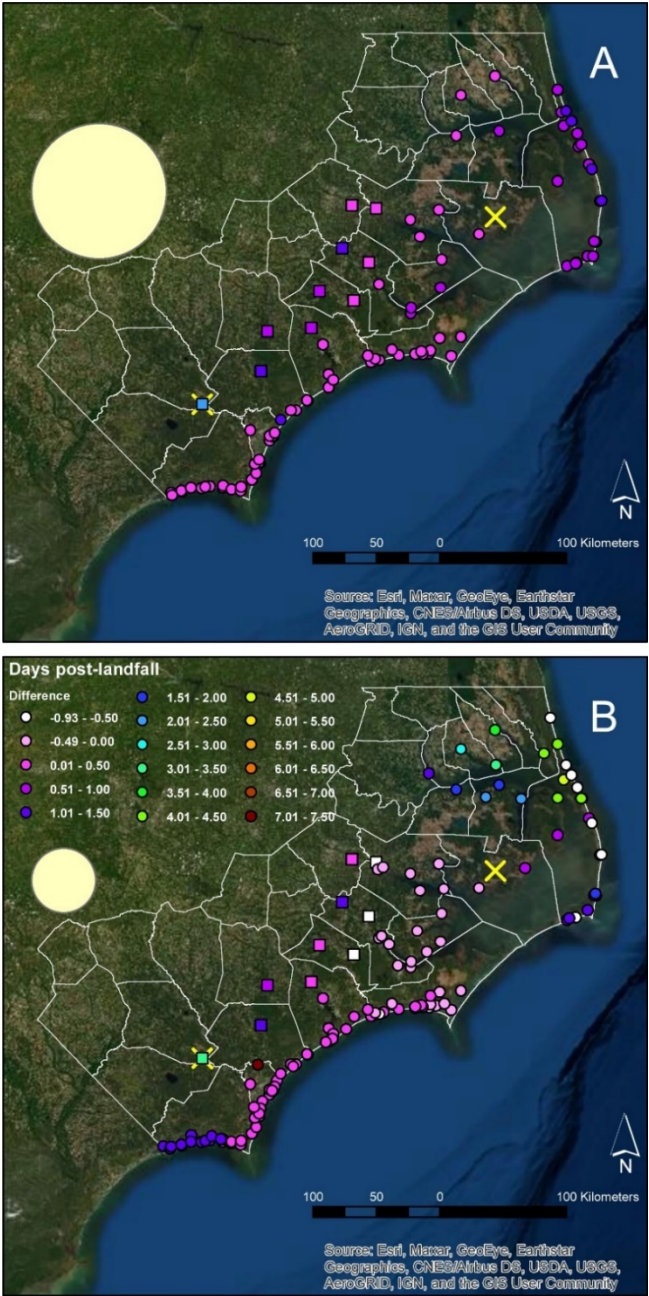 A
N
100 50 0 100 Kilometers
Source: Esri, Maxar, GeoEye, Earthstar
Geographics, CNES/Airbus DS, USDA, USGS,
AeroGRID, IGN, and the GIS User Community
Days post-landfall
B
Difference
-0.93 - -0.50
-0.49 - 0.00
0.01 - 0.50
0.51 - 1.00
1.01 - 1.50
1.51 - 2.00
2.01 - 2.50
2.51 - 3.00
3.01 - 3.50
3.51 - 4.00
4.01 - 4.50
4.51 - 5.00
5.01 - 5.50
5.51 - 6.00
6.01 - 6.50
6.51 - 7.00
7.01 - 7.50
N
100 50 0 100 Kilometers
Source: Esri, Maxar, GeoEye, Earthstar
Geographics, CNES/Airbus DS, USDA, USGS,
AeroGRID, IGN, and the GIS User Community